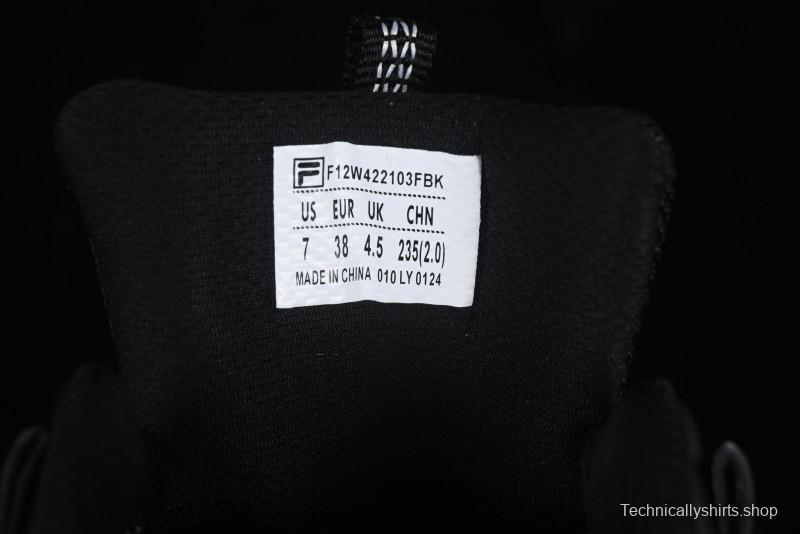 F F12W422103FBK
US EUR UK CHN
7 38 4.5 235(2.0)
MADE IN CHINA 010 LY 0124
Technicallyshirts.shop